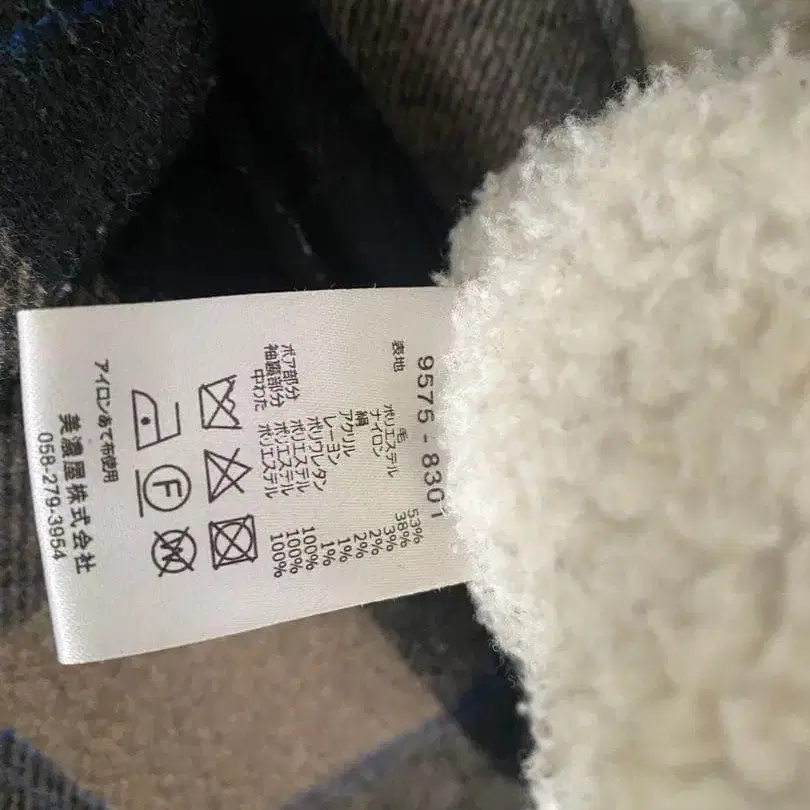 9575 - 8301
表地 ポリエステル 53%
毛 38%
ナイロン 3%
絹 2%
アクリル 2%
レーヨン 1%
ポリウレタン 1%
ボア部分 ポリエステル 100%
袖裏部分 ポリエステル 100%
中わた ポリエステル 100%
F
W
アイロンあて布使用
美濃屋株式会社
058-279-3954